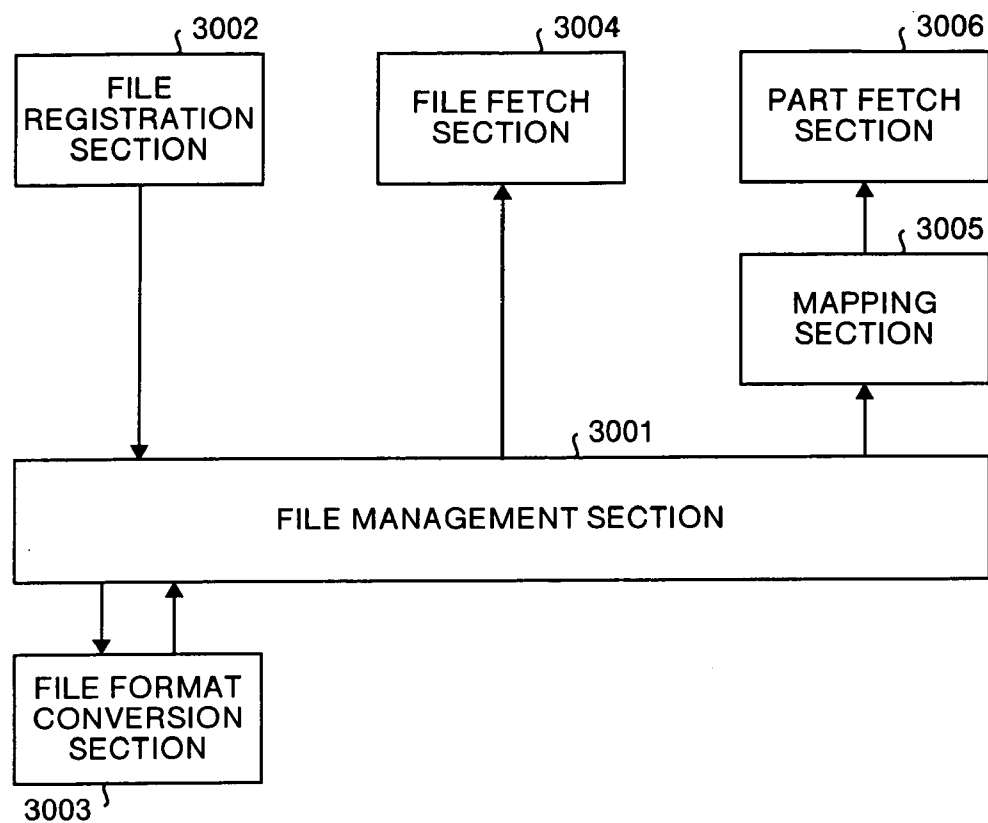 3002
FILE
REGISTRATION
SECTION
3004
FILE FETCH
SECTION
3006
PART FETCH
SECTION
3005
MAPPING
SECTION
3001
FILE MANAGEMENT SECTION
FILE FORMAT
CONVERSION
SECTION
3003